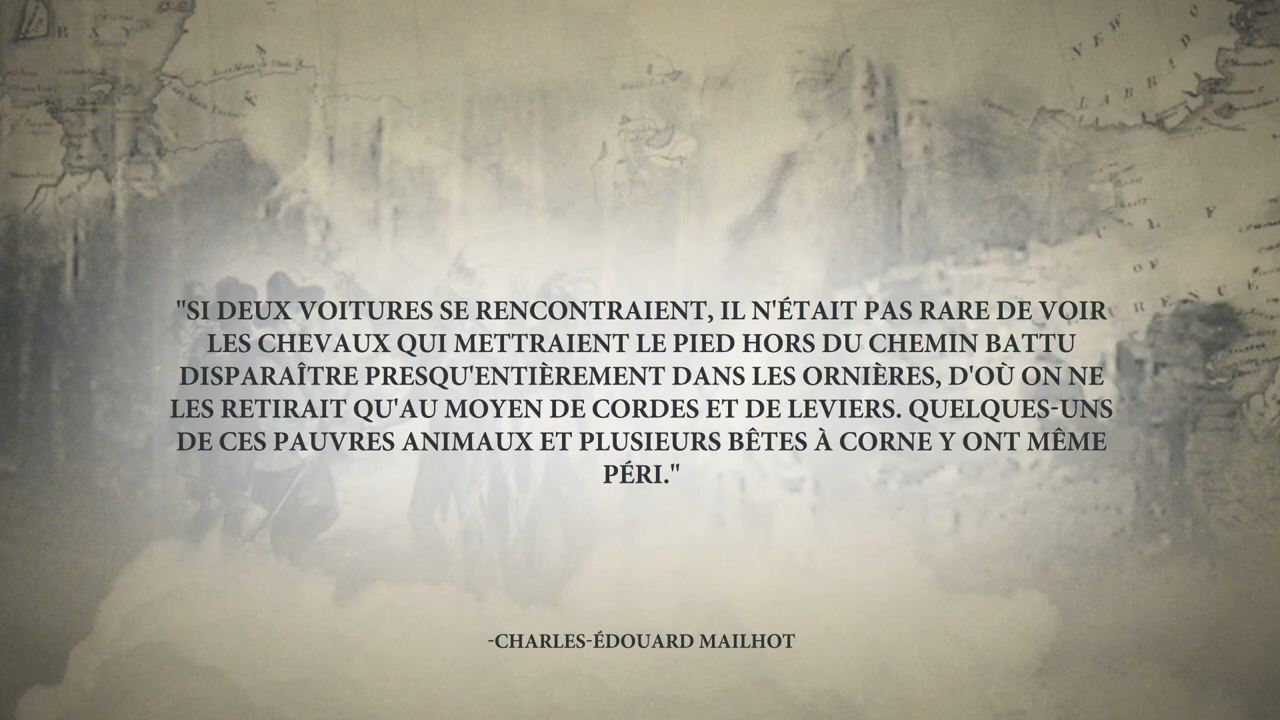 B A Y
NEW
LABRAD O
"SI DEUX VOITURES SE RENCONTRAIENT, IL N'ÉTAIT PAS RARE DE VOIR
LES CHEVAUX QUI METTRAIENT LE PIED HORS DU CHEMIN BATTU
DISPARAÎTRE PRESQU'ENTIÈREMENT DANS LES ORNIÈRES, D'OÙ ON NE
LES RETIRAIT QU'AU MOYEN DE CORDES ET DE LEVIERS. QUELQUES-UNS
DE CES PAUVRES ANIMAUX ET PLUSIEURS BÊTES À CORNE Y ONT MÊME
PÉRI."
-CHARLES-ÉDOUARD MAILHOT